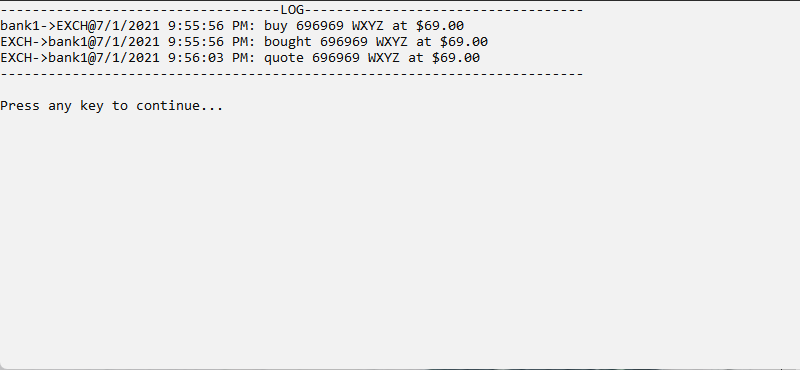 -----------------------------------LOG-----------------------------------
bank1->EXCH@7/1/2021 9:55:56 PM: buy 696969 WXYZ at $69.00
EXCH->bank1@7/1/2021 9:55:56 PM: bought 696969 WXYZ at $69.00
EXCH->bank1@7/1/2021 9:56:03 PM: quote 696969 WXYZ at $69.00
-------------------------------------------------------------------------
Press any key to continue...